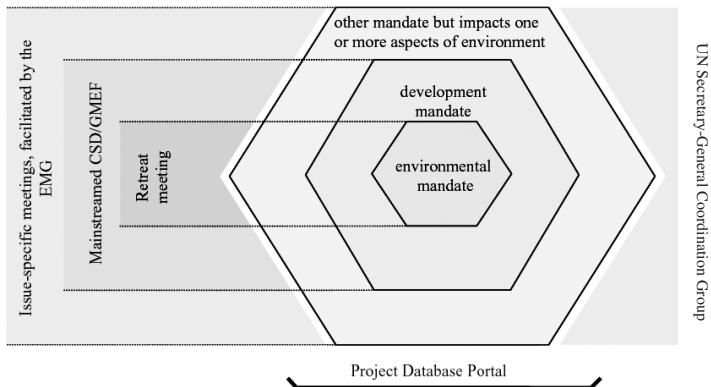 Issue-specific meetings, facilitated by the
EMG
Mainstreamed CSD/GMEF
Retreat
meeting
other mandate but impacts one
or more aspects of environment
development
mandate
environmental
mandate
UN Secretary-General Coordination Group
Project Database Portal